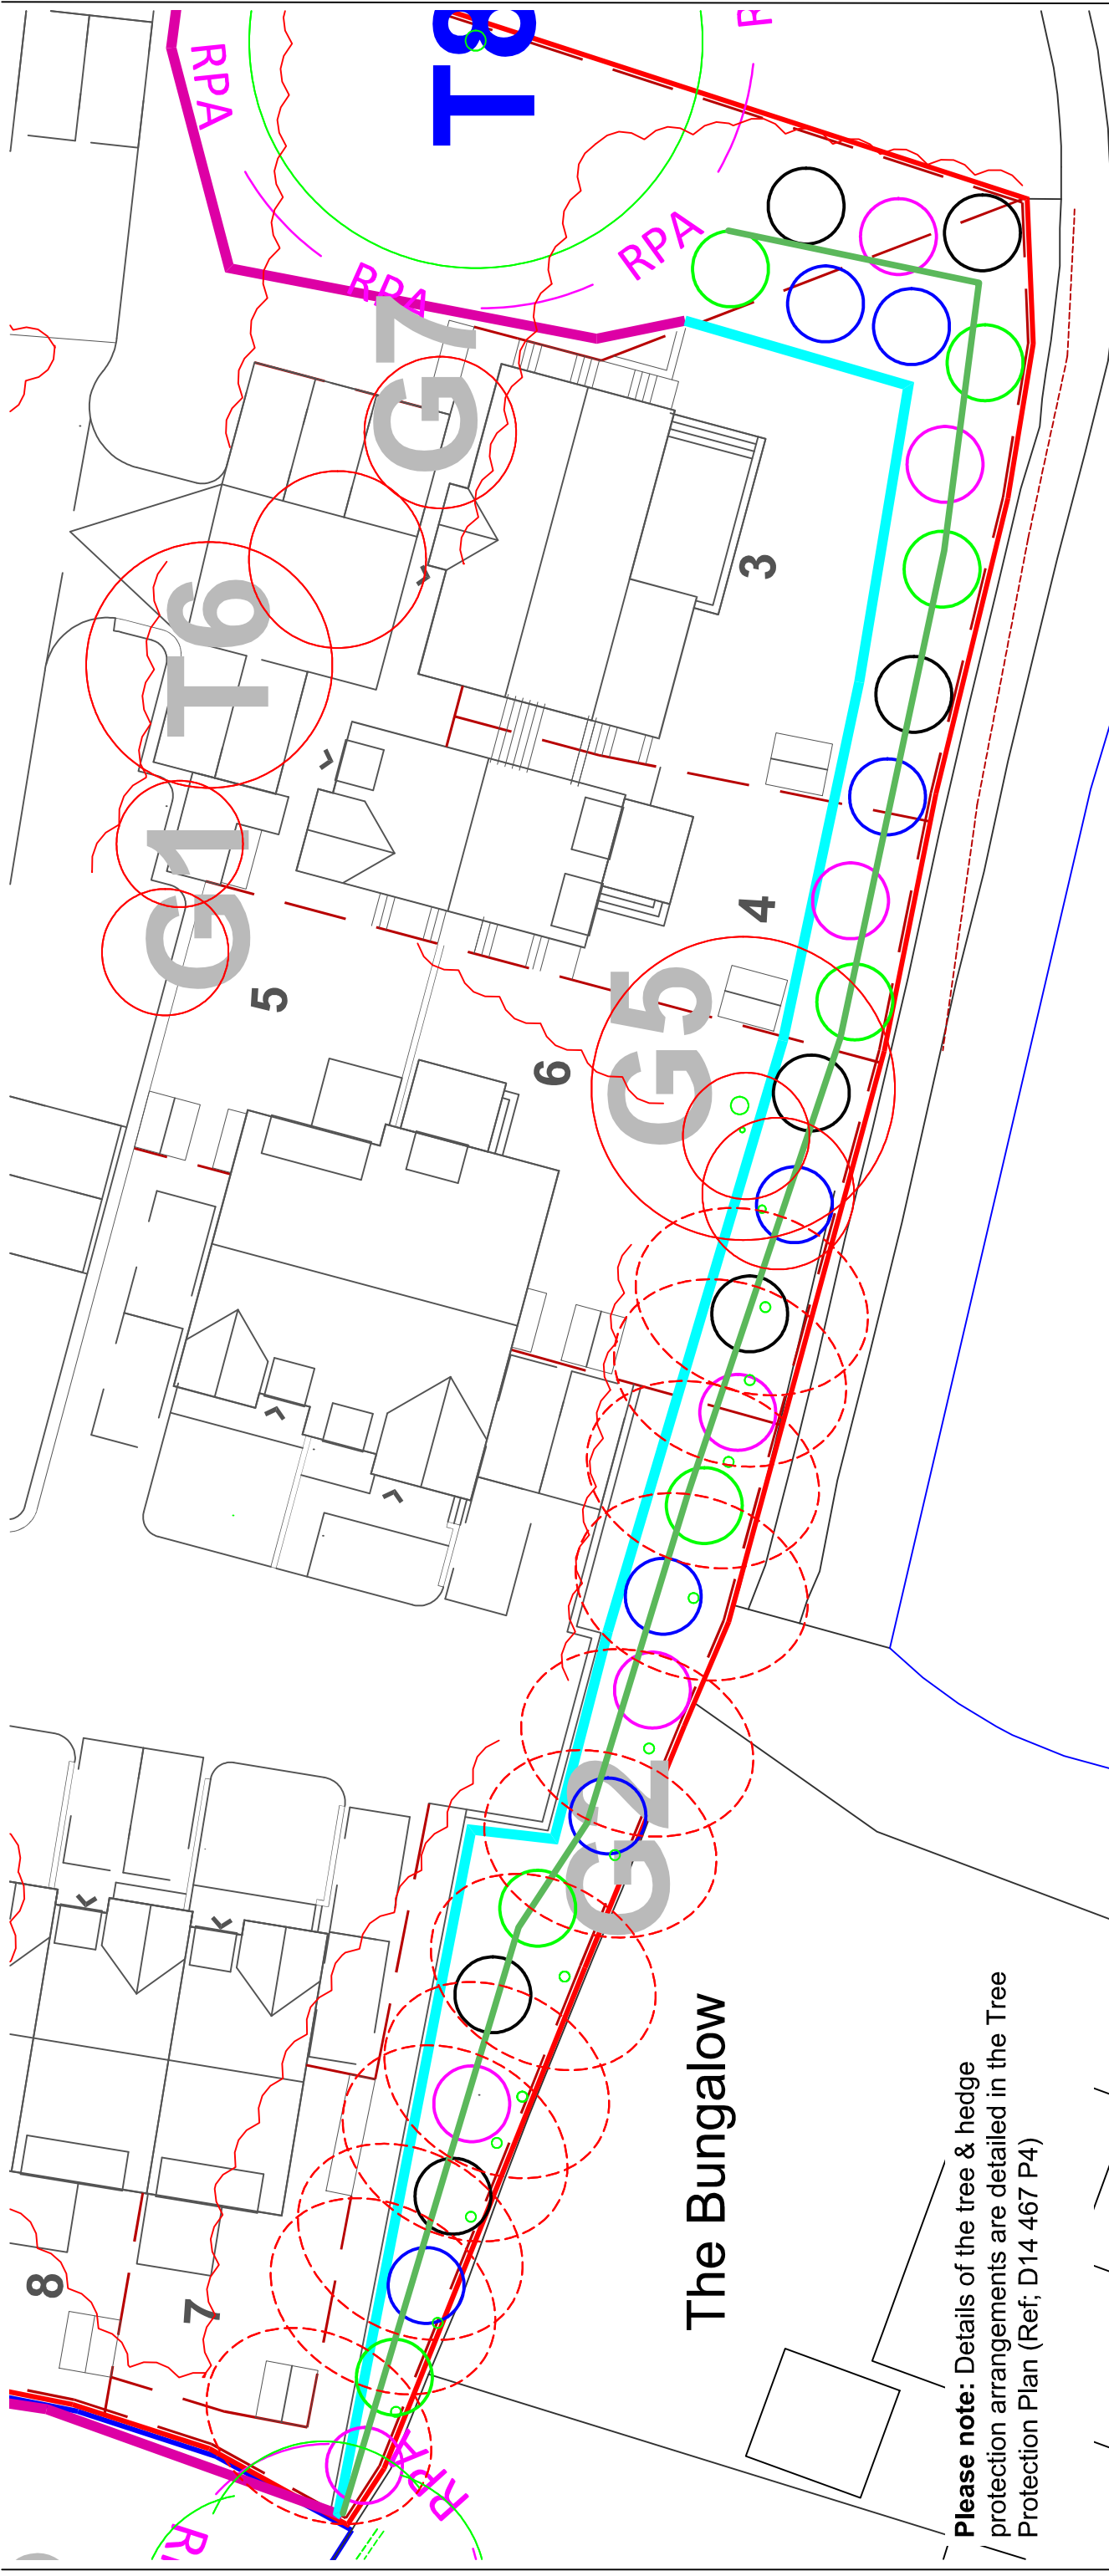 T8
RPA
RPA
RPA
G7
T6
G1
3
4
5
G5
6
G2
The Bungalow
8
7
RPA
Please note: Details of the tree & hedge
protection arrangements are detailed in the Tree
Protection Plan (Ref; D14 467 P4)